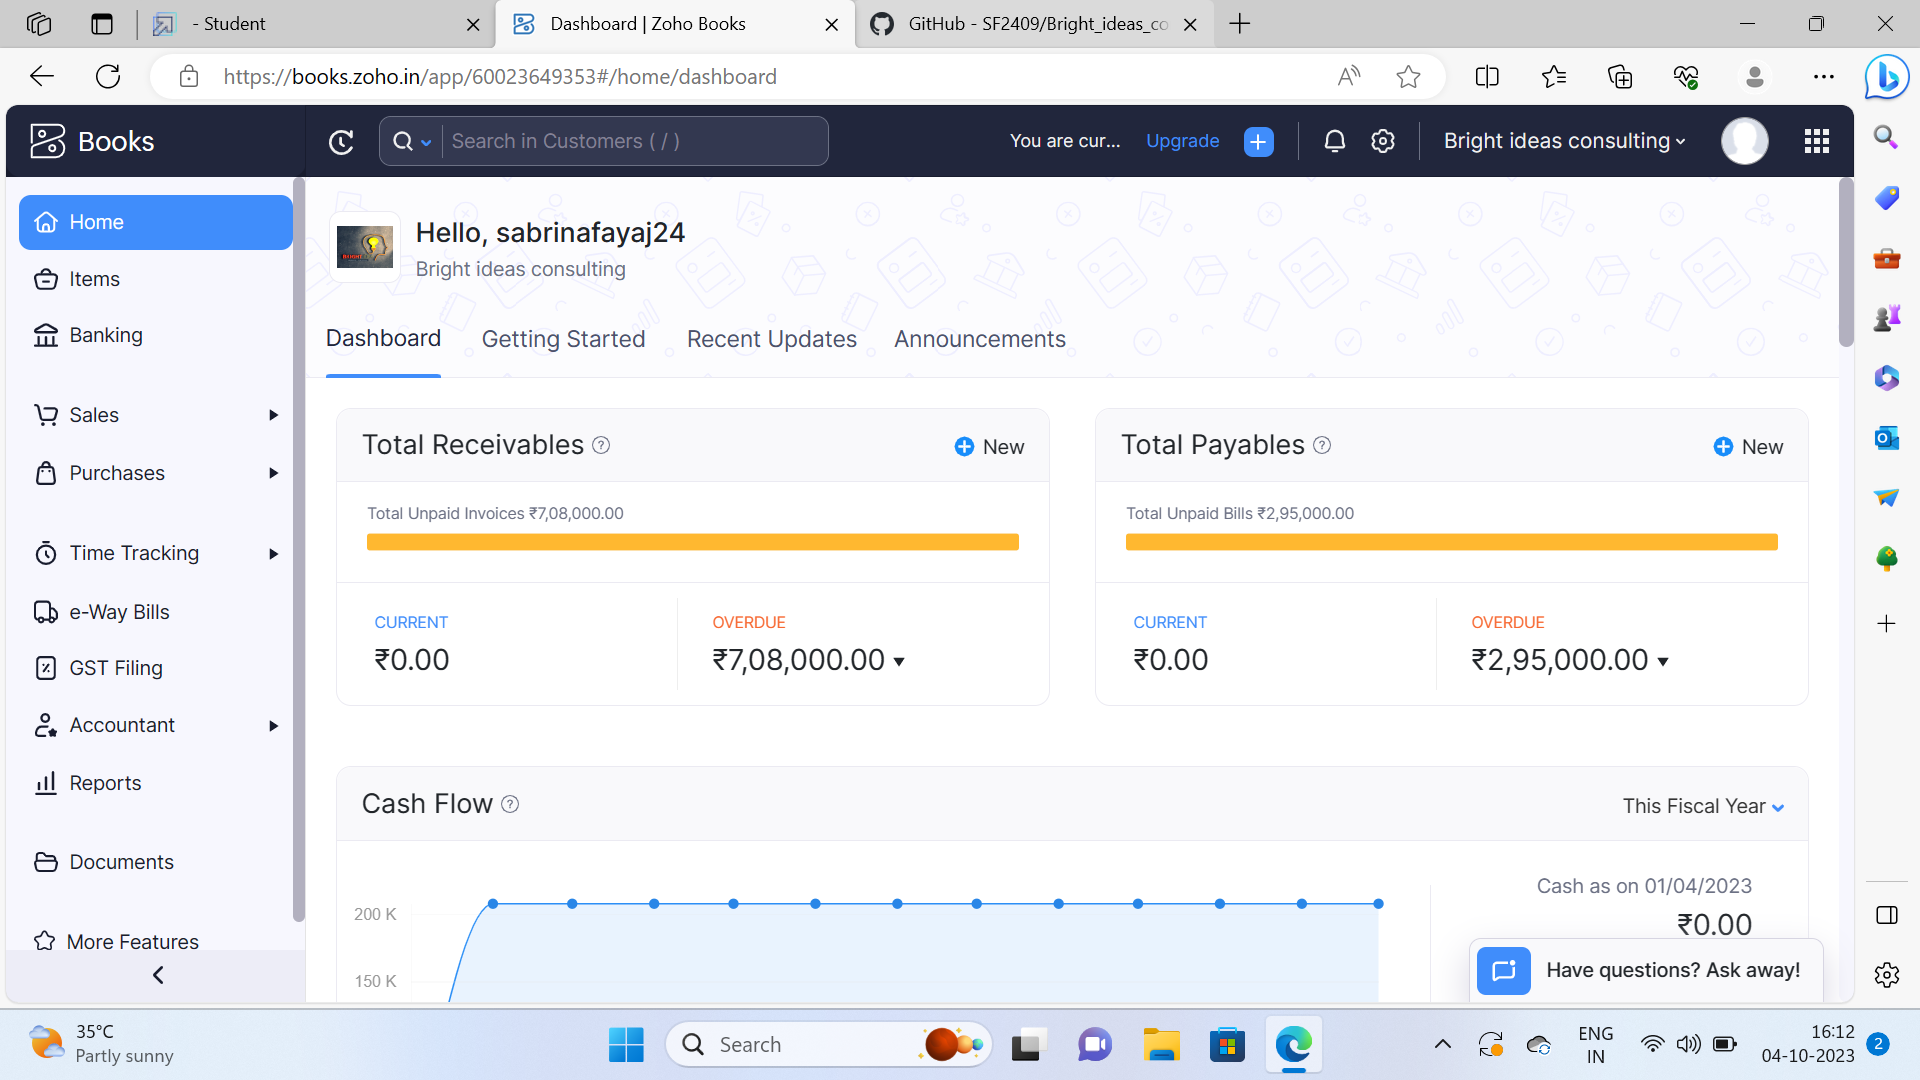 - Student
Dashboard | Zoho Books
GitHub - SF2409/Bright_ideas_co
https://books.zoho.in/app/60023649353#/home/dashboard
Books
Search in Customers ( / )
You are cur...
Upgrade
Bright ideas consulting
Home
Items
Banking
Sales
Purchases
Time Tracking
e-Way Bills
GST Filing
Accountant
Reports
Documents
More Features
Hello, sabrinafayaj24
Bright ideas consulting
Dashboard
Getting Started
Recent Updates
Announcements
Total Receivables
New
Total Unpaid Invoices ₹7,08,000.00
CURRENT
₹0.00
OVERDUE
₹7,08,000.00
Total Payables
New
Total Unpaid Bills ₹2,95,000.00
CURRENT
₹0.00
OVERDUE
₹2,95,000.00
Cash Flow
This Fiscal Year
200 K
150 K
Cash as on 01/04/2023
₹0.00
Have questions? Ask away!
35°C
Partly sunny
Search
ENG
IN
16:12
04-10-2023
2